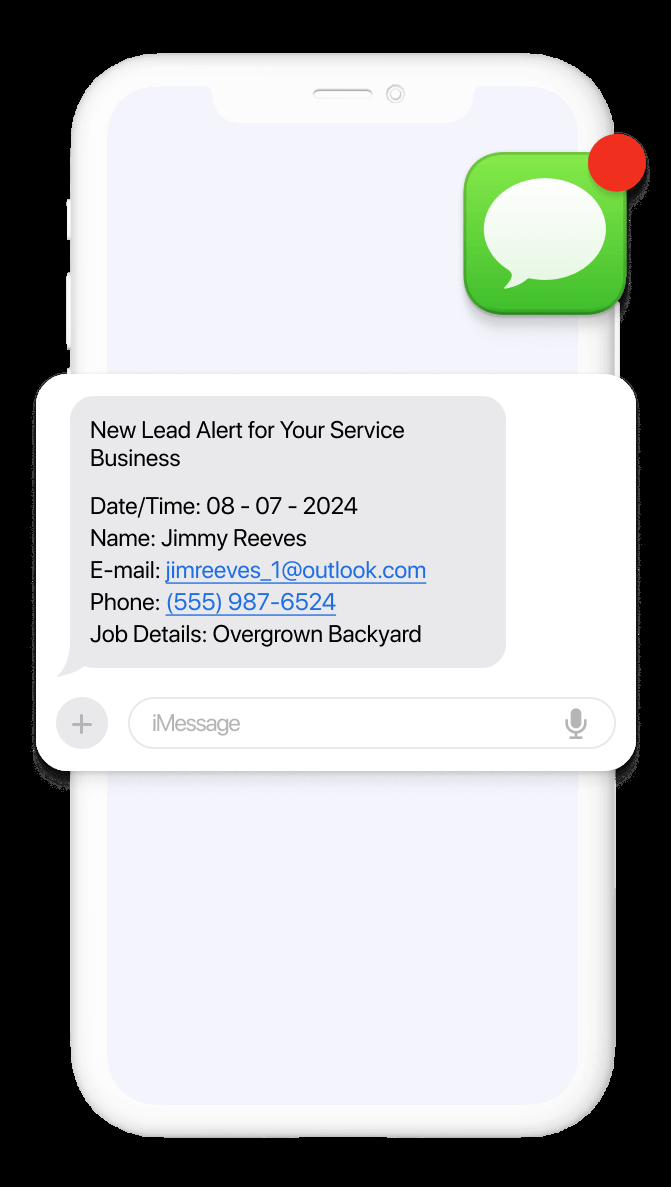 New Lead Alert for Your Service
Business
Date/Time: 08 - 07 - 2024
Name: Jimmy Reeves
E-mail: jimreeves_1@outlook.com
Phone: (555) 987-6524
Job Details: Overgrown Backyard
iMessage